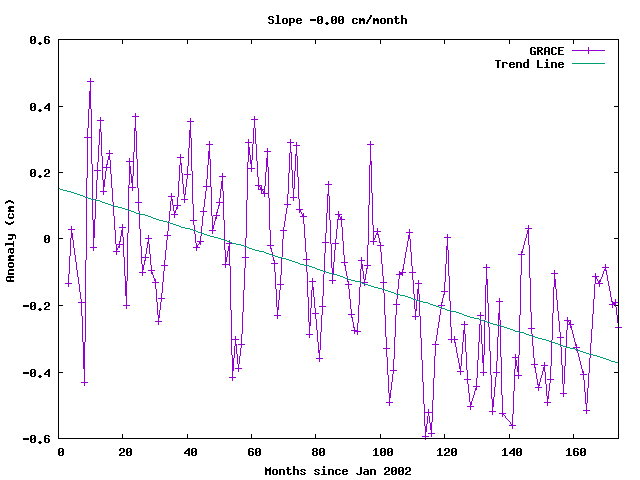 Slope -0.00 cm/month
GRACE
Trend Line
0.6
0.4
0.2
0
-0.2
-0.4
-0.6
Anomaly (cm)
0 20 40 60 80 100 120 140 160
Months since Jan 2002